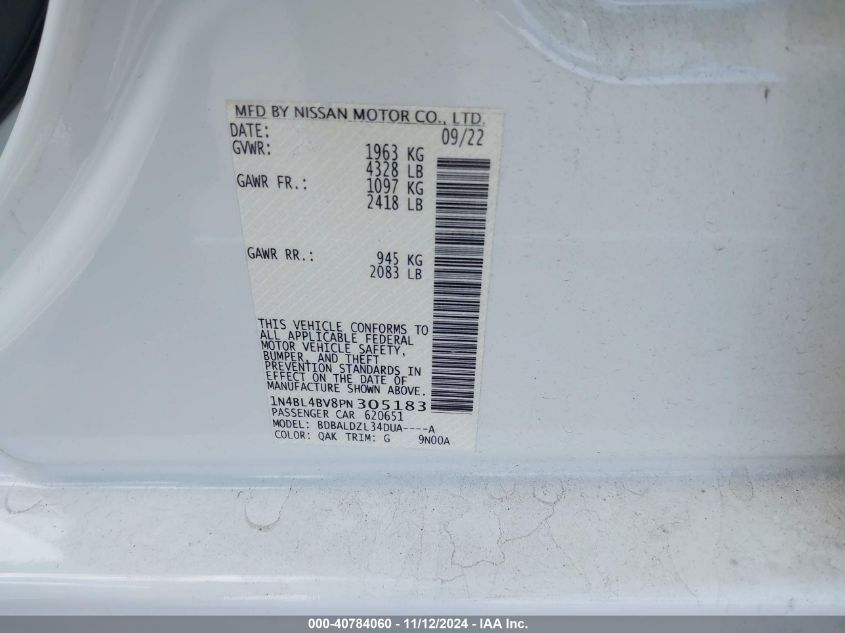 MFD BY NISSAN MOTOR CO., LTD.
DATE: 09/22
GVWR: 1963 KG
4328 LB
GAWR FR.: 1097 KG
2418 LB
GAWR RR.: 945 KG
2083 LB
THIS VEHICLE CONFORMS TO
ALL APPLICABLE FEDERAL
MOTOR VEHICLE SAFETY,
BUMPER, AND THEFT
PREVENTION STANDARDS IN
EFFECT ON THE DATE OF
MANUFACTURE SHOWN ABOVE.
1N4BL4BV8PN305183
PASSENGER CAR 620651
MODEL: BDBALDZL34DUA----A
COLOR: QAK TRIM: G 9N00A
000-40784060 - 11/12/2024 - IAA Inc.